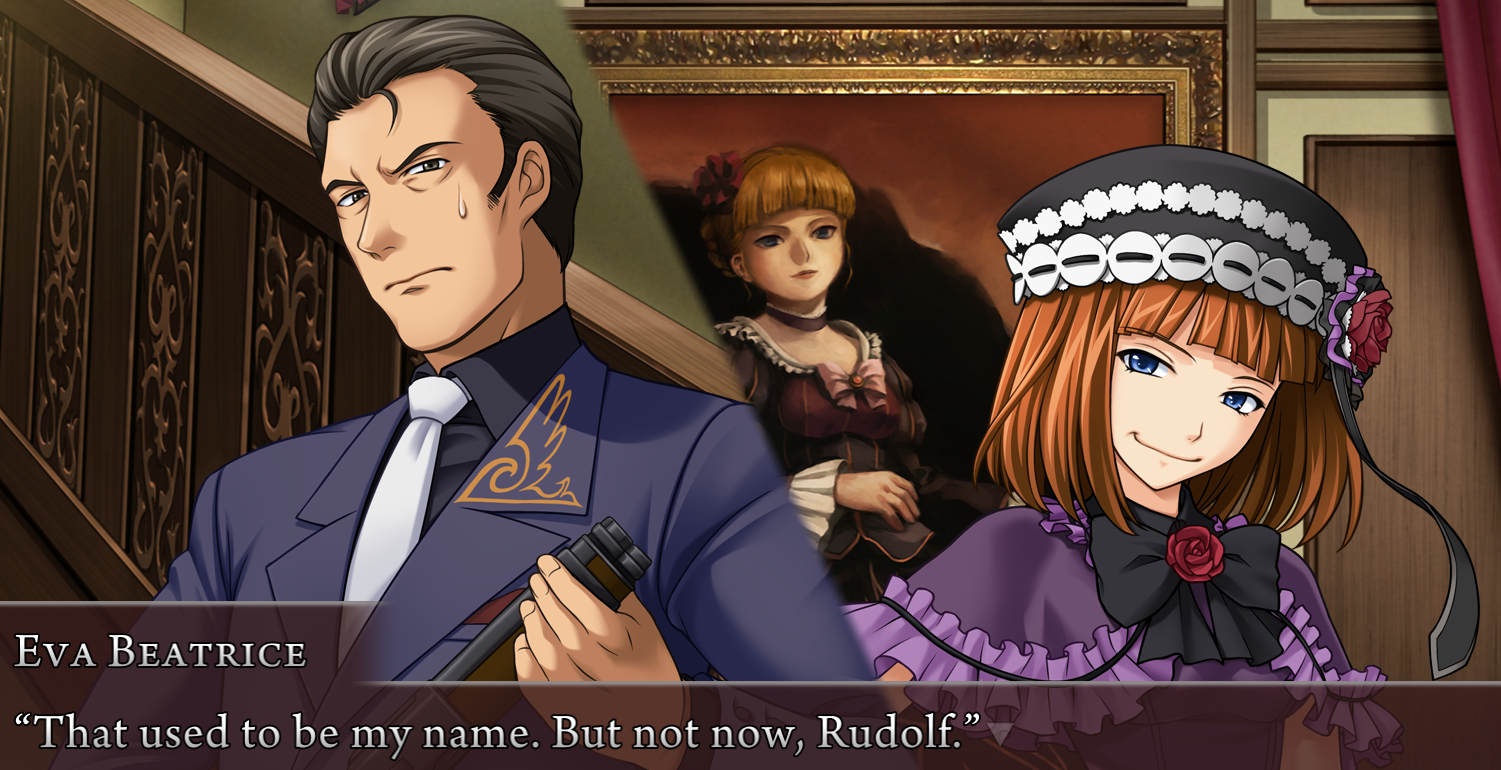 Eva Beatrice
“That used to be my name. But not now, Rudolf.”